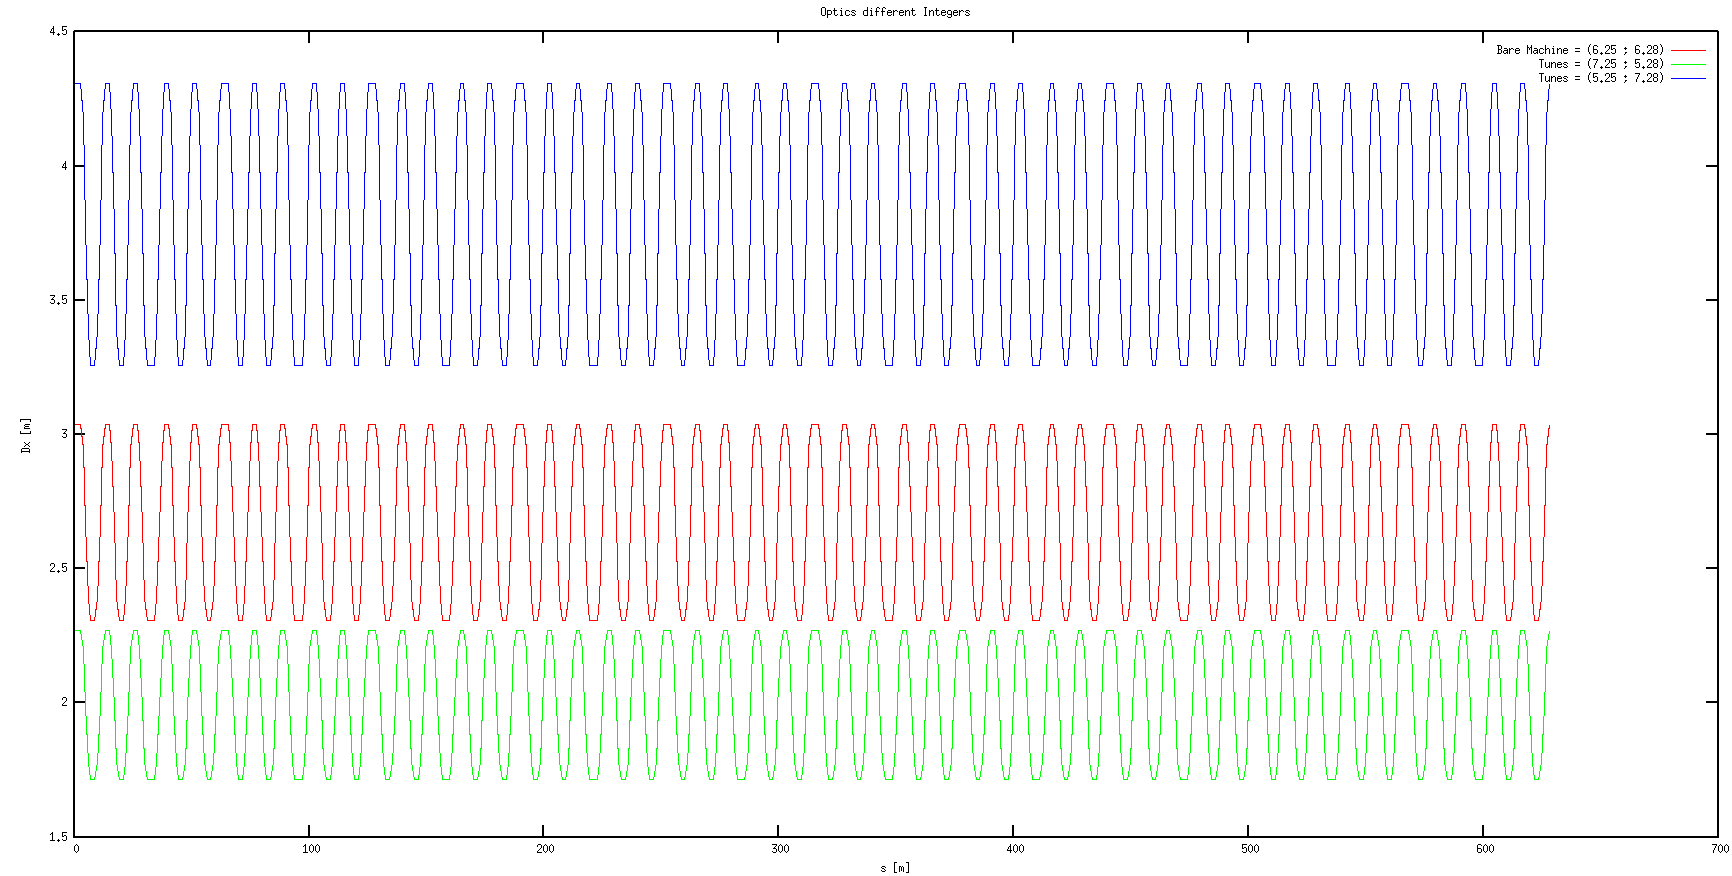 Optics different Integers
4.5
Bare Machine = (6.25 ; 6.28)
Tunes = (7.25 ; 5.28)
Tunes = (5.25 ; 7.28)
4
3.5
3
Dx [m]
2.5
2
1.5
0 100 200 300 400 500 600 700
s [m]